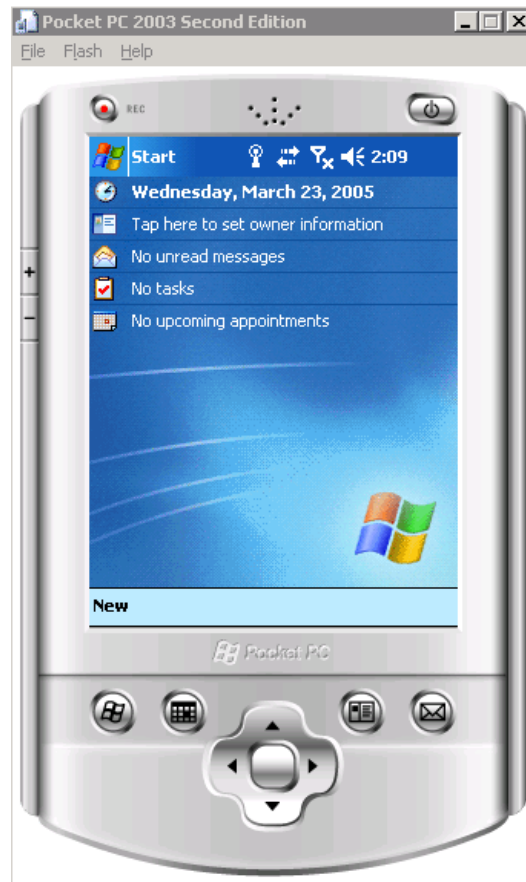 Pocket PC 2003 Second Edition
File Flash Help
REC
Start 2:09
Wednesday, March 23, 2005
Tap here to set owner information
No unread messages
No tasks
No upcoming appointments
New
Pocket PC